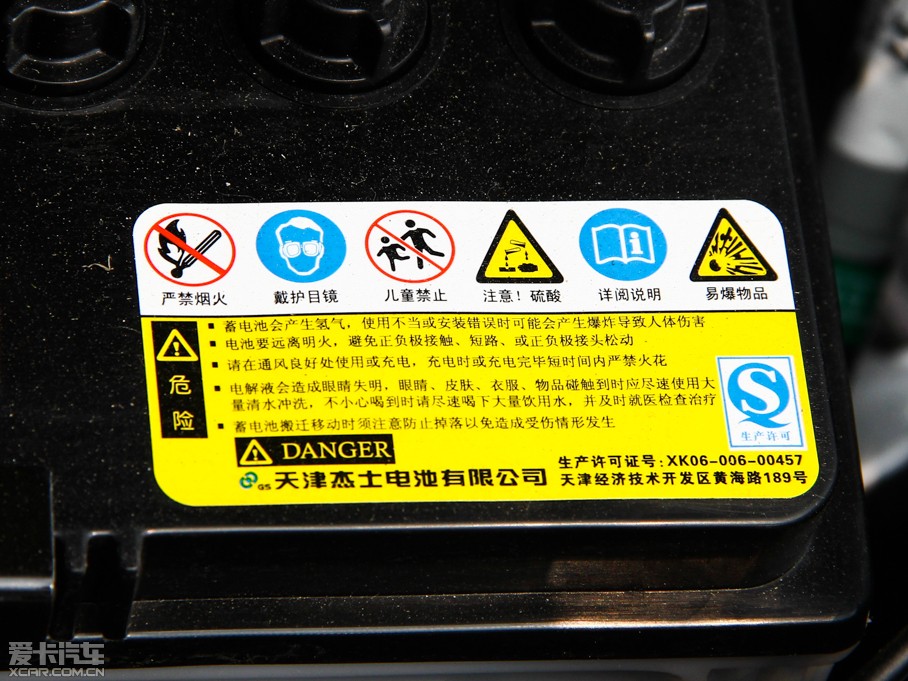 严禁烟火 戴护目镜 儿童禁止 注意！硫酸 详阅说明 易爆物品
危险
▪ 蓄电池会产生氢气，使用不当或安装错误时可能会产生爆炸导致人体伤害
▪ 电池要远离明火，避免正负极接触、短路、或正负极接头松动
▪ 请在通风良好处使用或充电，充电时或充电完毕短时间内严禁火花
▪ 电解液会造成眼睛失明，眼睛、皮肤、衣服、物品碰触到时应尽速使用大
量清水冲洗，不小心喝到时请尽速喝下大量饮用水，并及时就医检查治疗
▪ 蓄电池搬迁移动时须注意防止掉落以免造成受伤情形发生
生产许可
DANGER
GS 天津杰士电池有限公司
生产许可证号：XK06-006-00457
天津经济技术开发区黄海路189号
爱卡汽车
XCAR.COM.CN